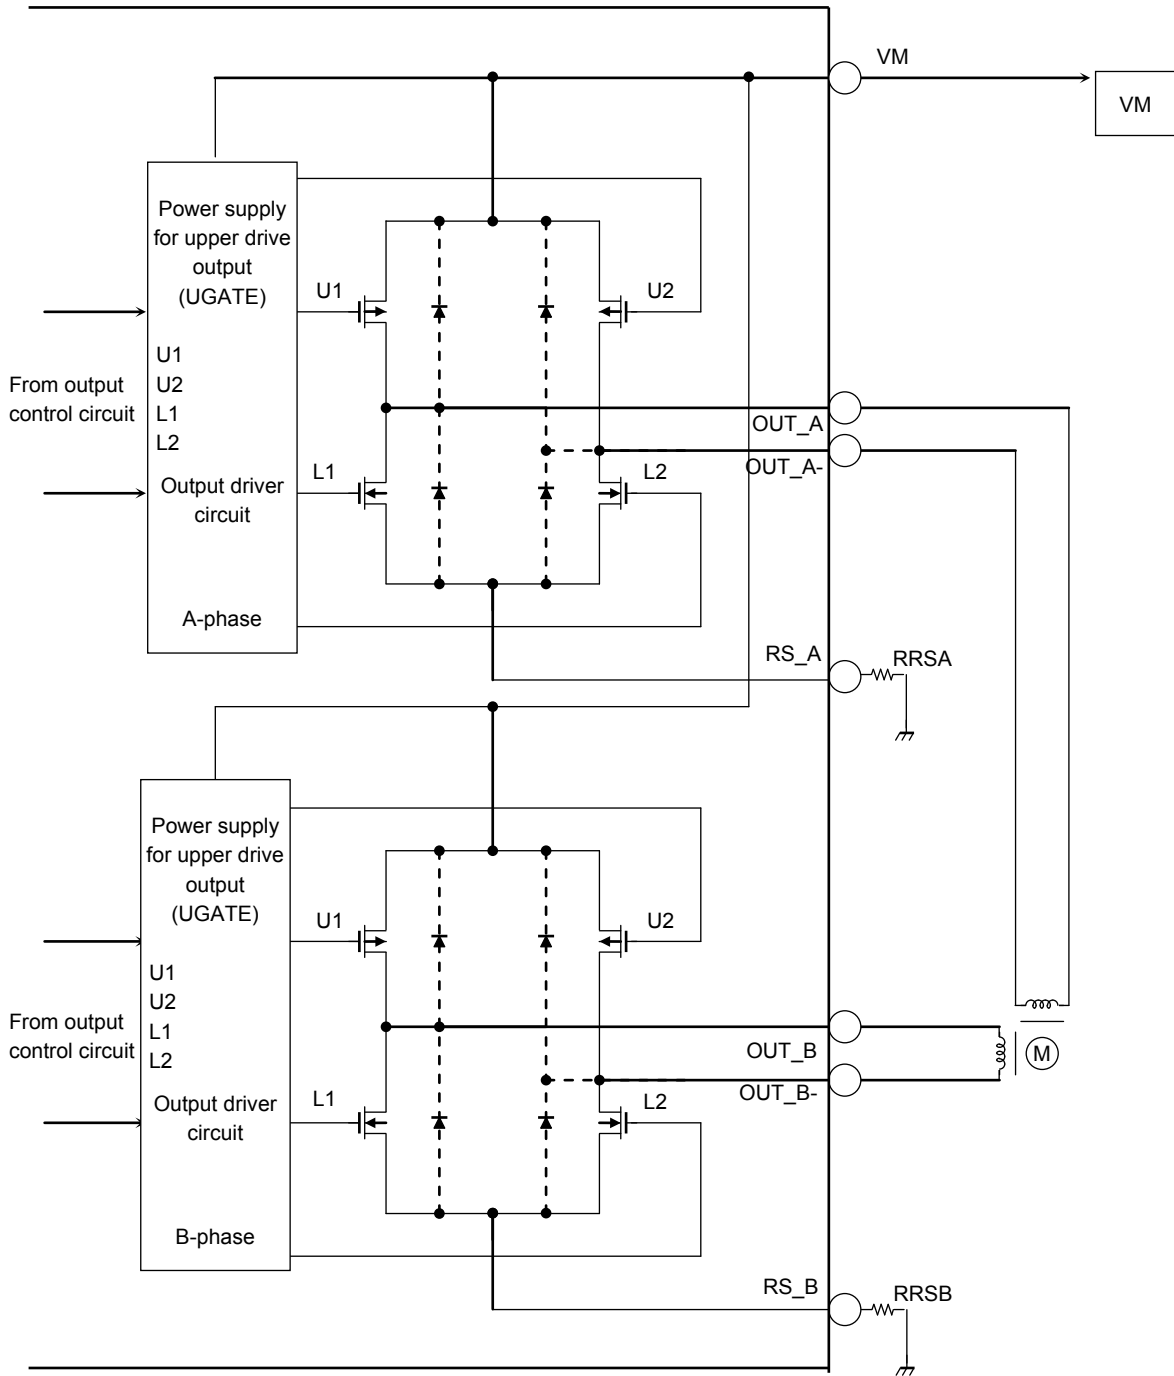 VM
VM
Power supply
for upper drive
output
(UGATE)
U1
U2
U1
U2
L1
L2
From output
control circuit
OUT_A
OUT_A-
L1
L2
Output driver
circuit
A-phase
RS_A
RRSA
Power supply
for upper drive
output
(UGATE)
U1
U2
U1
U2
L1
L2
From output
control circuit
OUT_B
M
OUT_B-
L1
L2
Output driver
circuit
B-phase
RS_B
RRSB